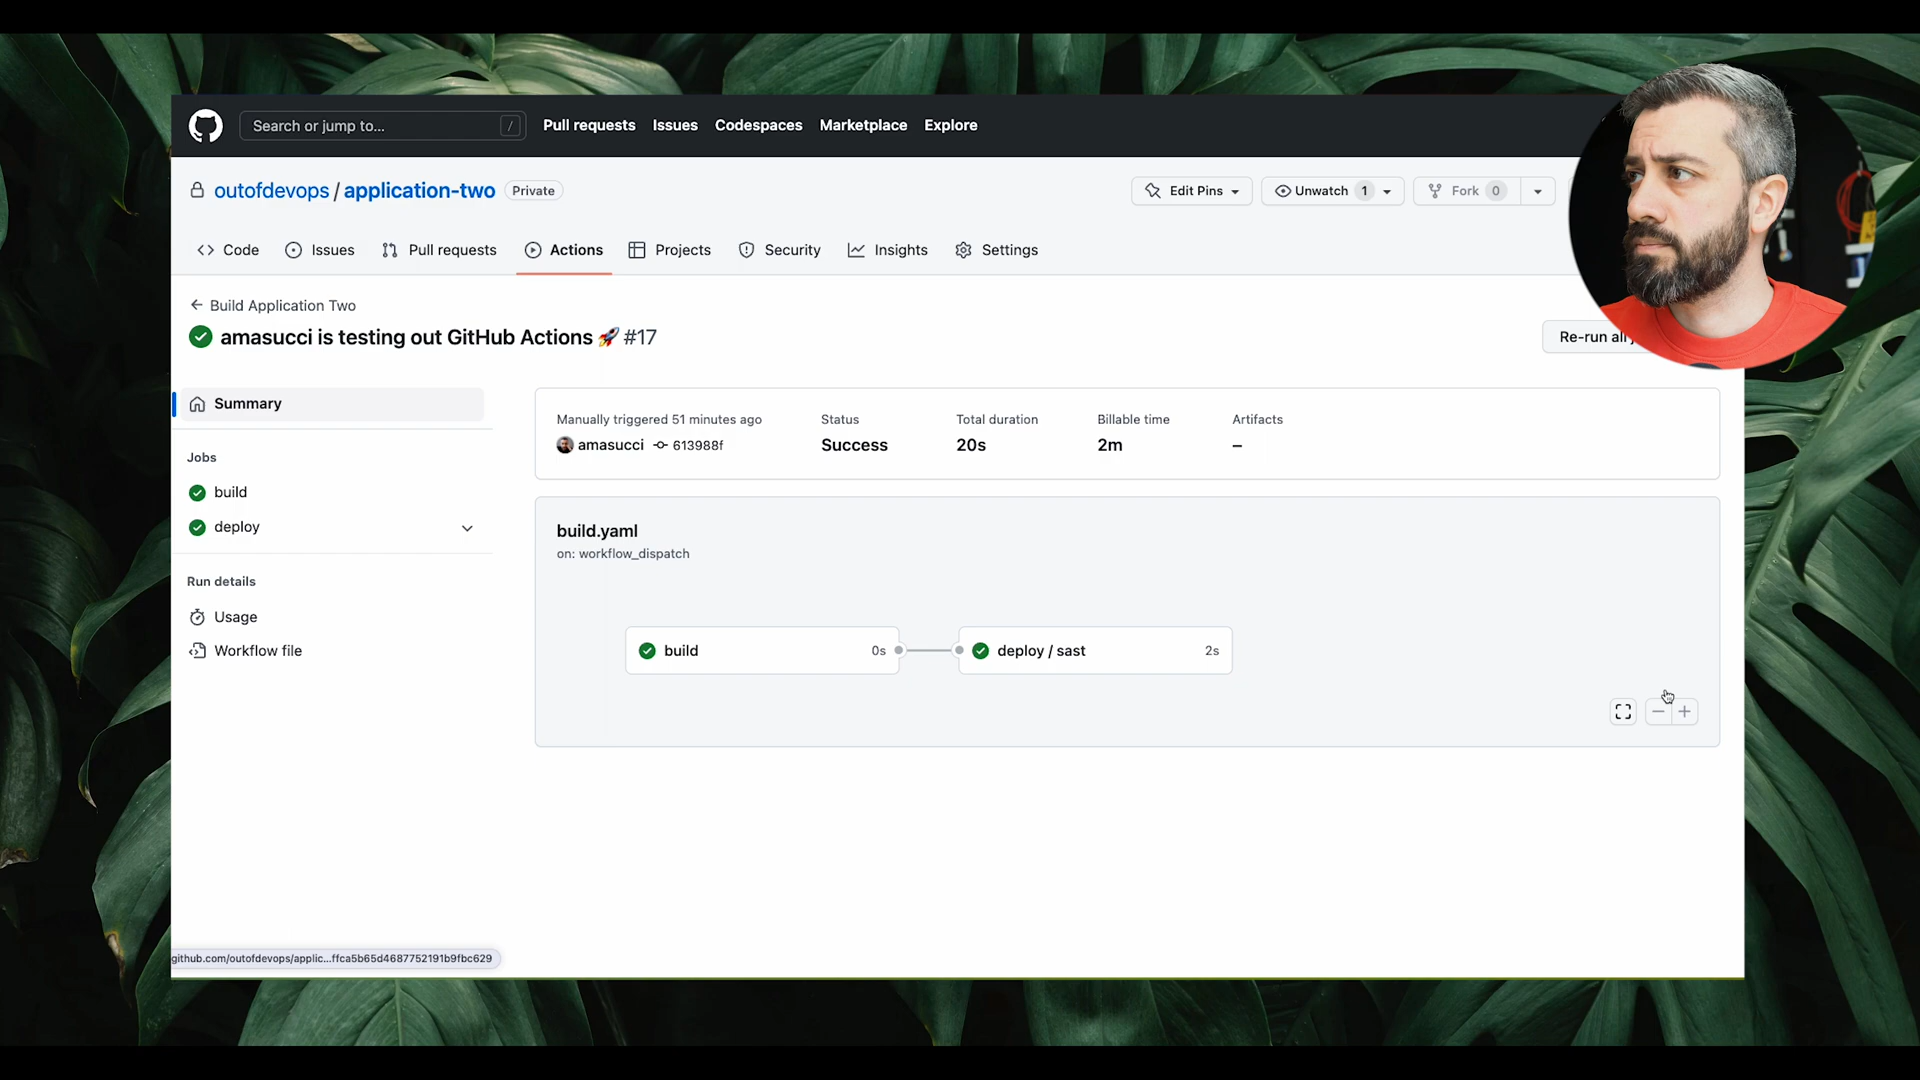 Search or jump to... /
Pull requests Issues Codespaces Marketplace Explore
outofdevops / application-two Private
Edit Pins Unwatch 1 Fork 0
Code Issues Pull requests Actions Projects Security Insights Settings
Build Application Two
amasucci is testing out GitHub Actions 🚀 #17
Re-run all
Summary
Manually triggered 51 minutes ago Status Total duration Billable time Artifacts
amasucci 613988f Success 20s 2m –
Jobs
build
deploy
Run details
Usage
Workflow file
build.yaml
on: workflow_dispatch
build 0s
deploy / sast 2s
github.com/outofdevops/applic...ffca5b65d4687752191b9fbc629